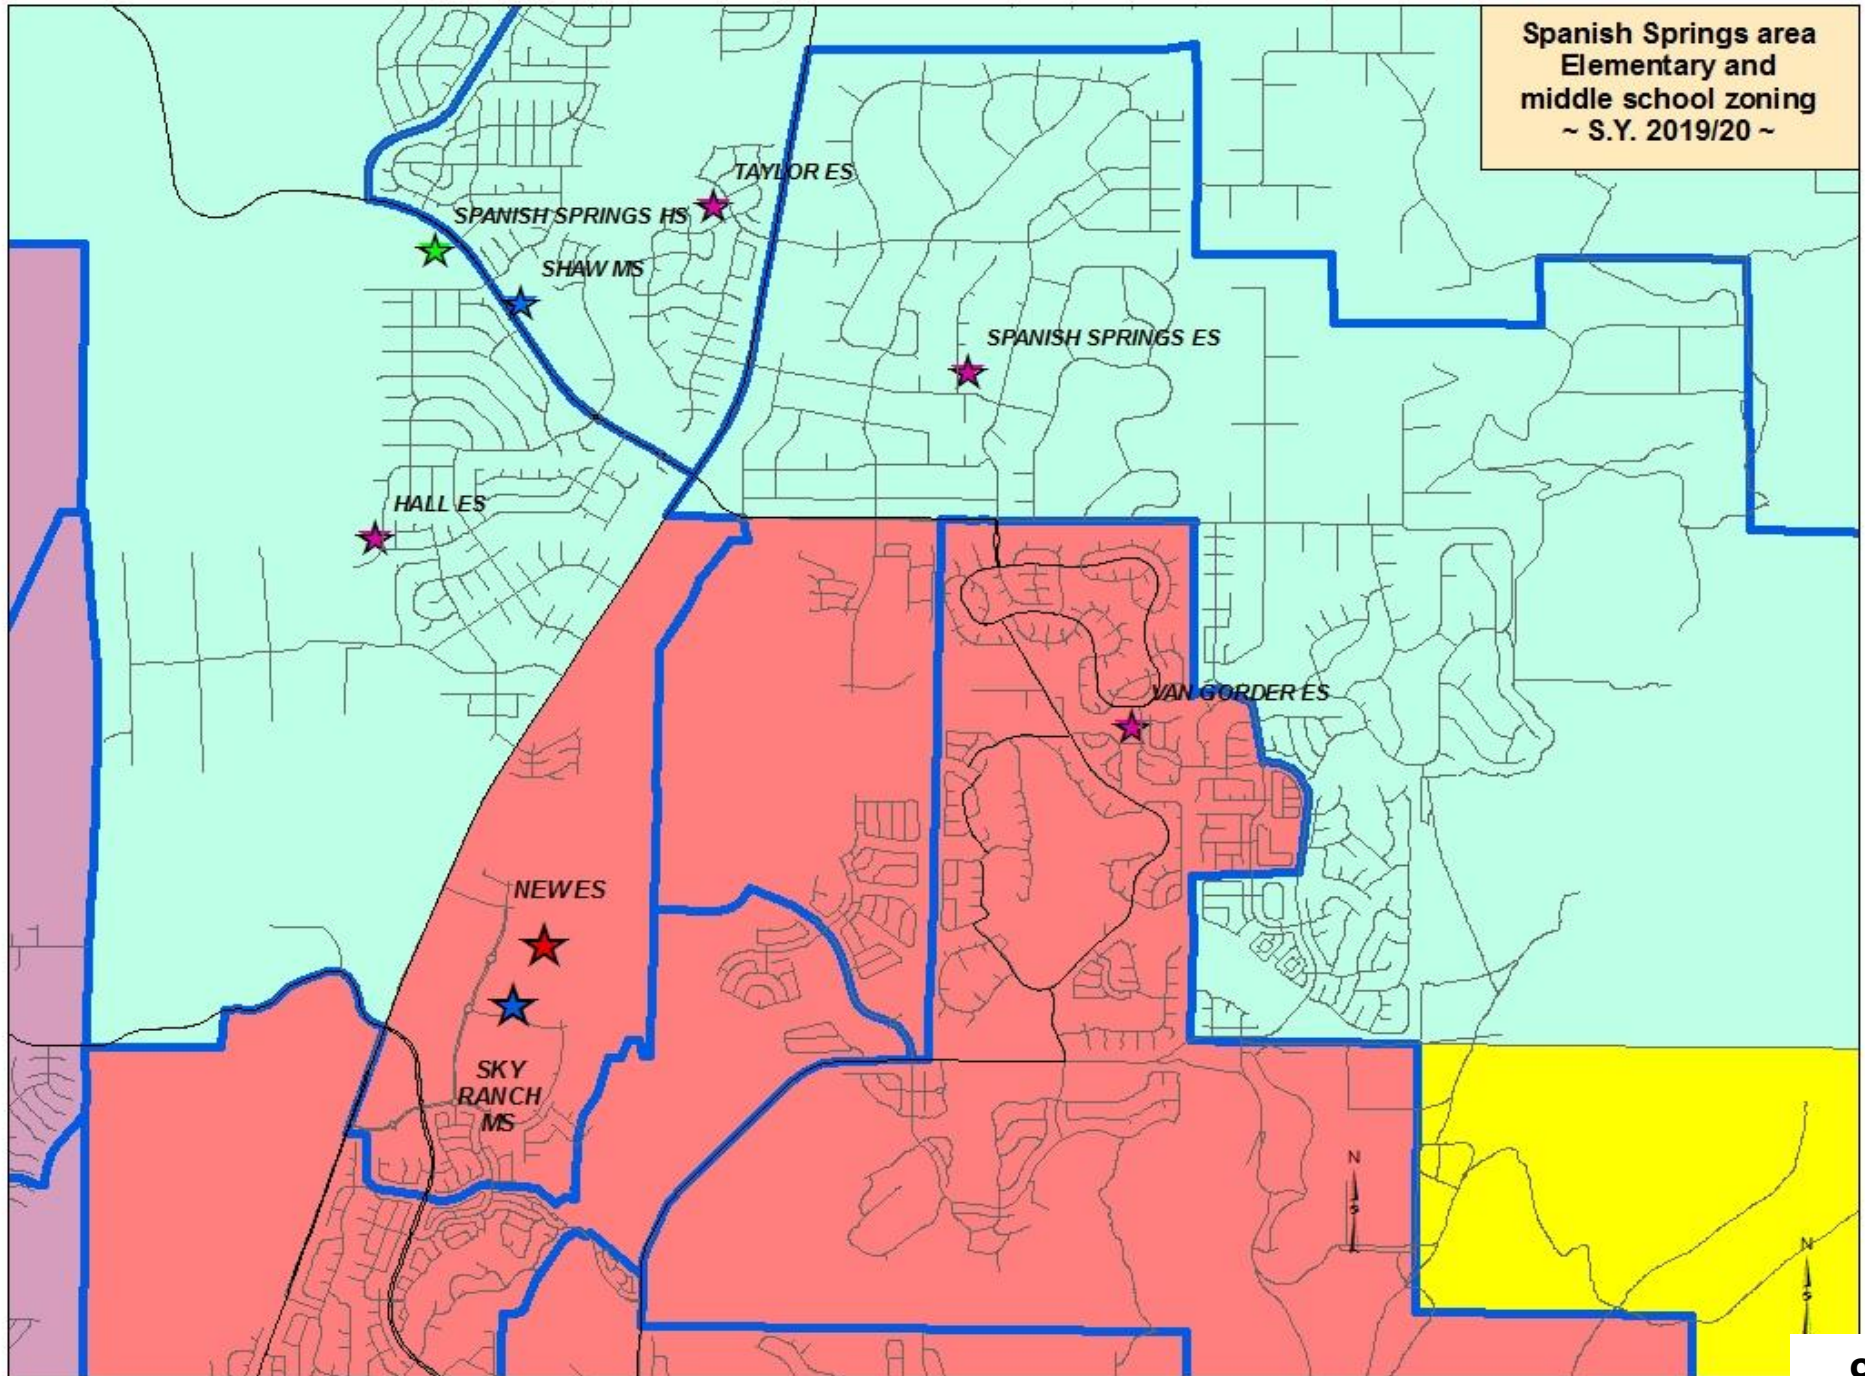 Spanish Springs area
Elementary and
middle school zoning
~ S.Y. 2019/20 ~
TAYLOR ES
SPANISH SPRINGS HS
SHAW MS
SPANISH SPRINGS ES
HALL ES
VAN GORDER ES
NEW ES
SKY
RANCH
MS
N
S
N
S